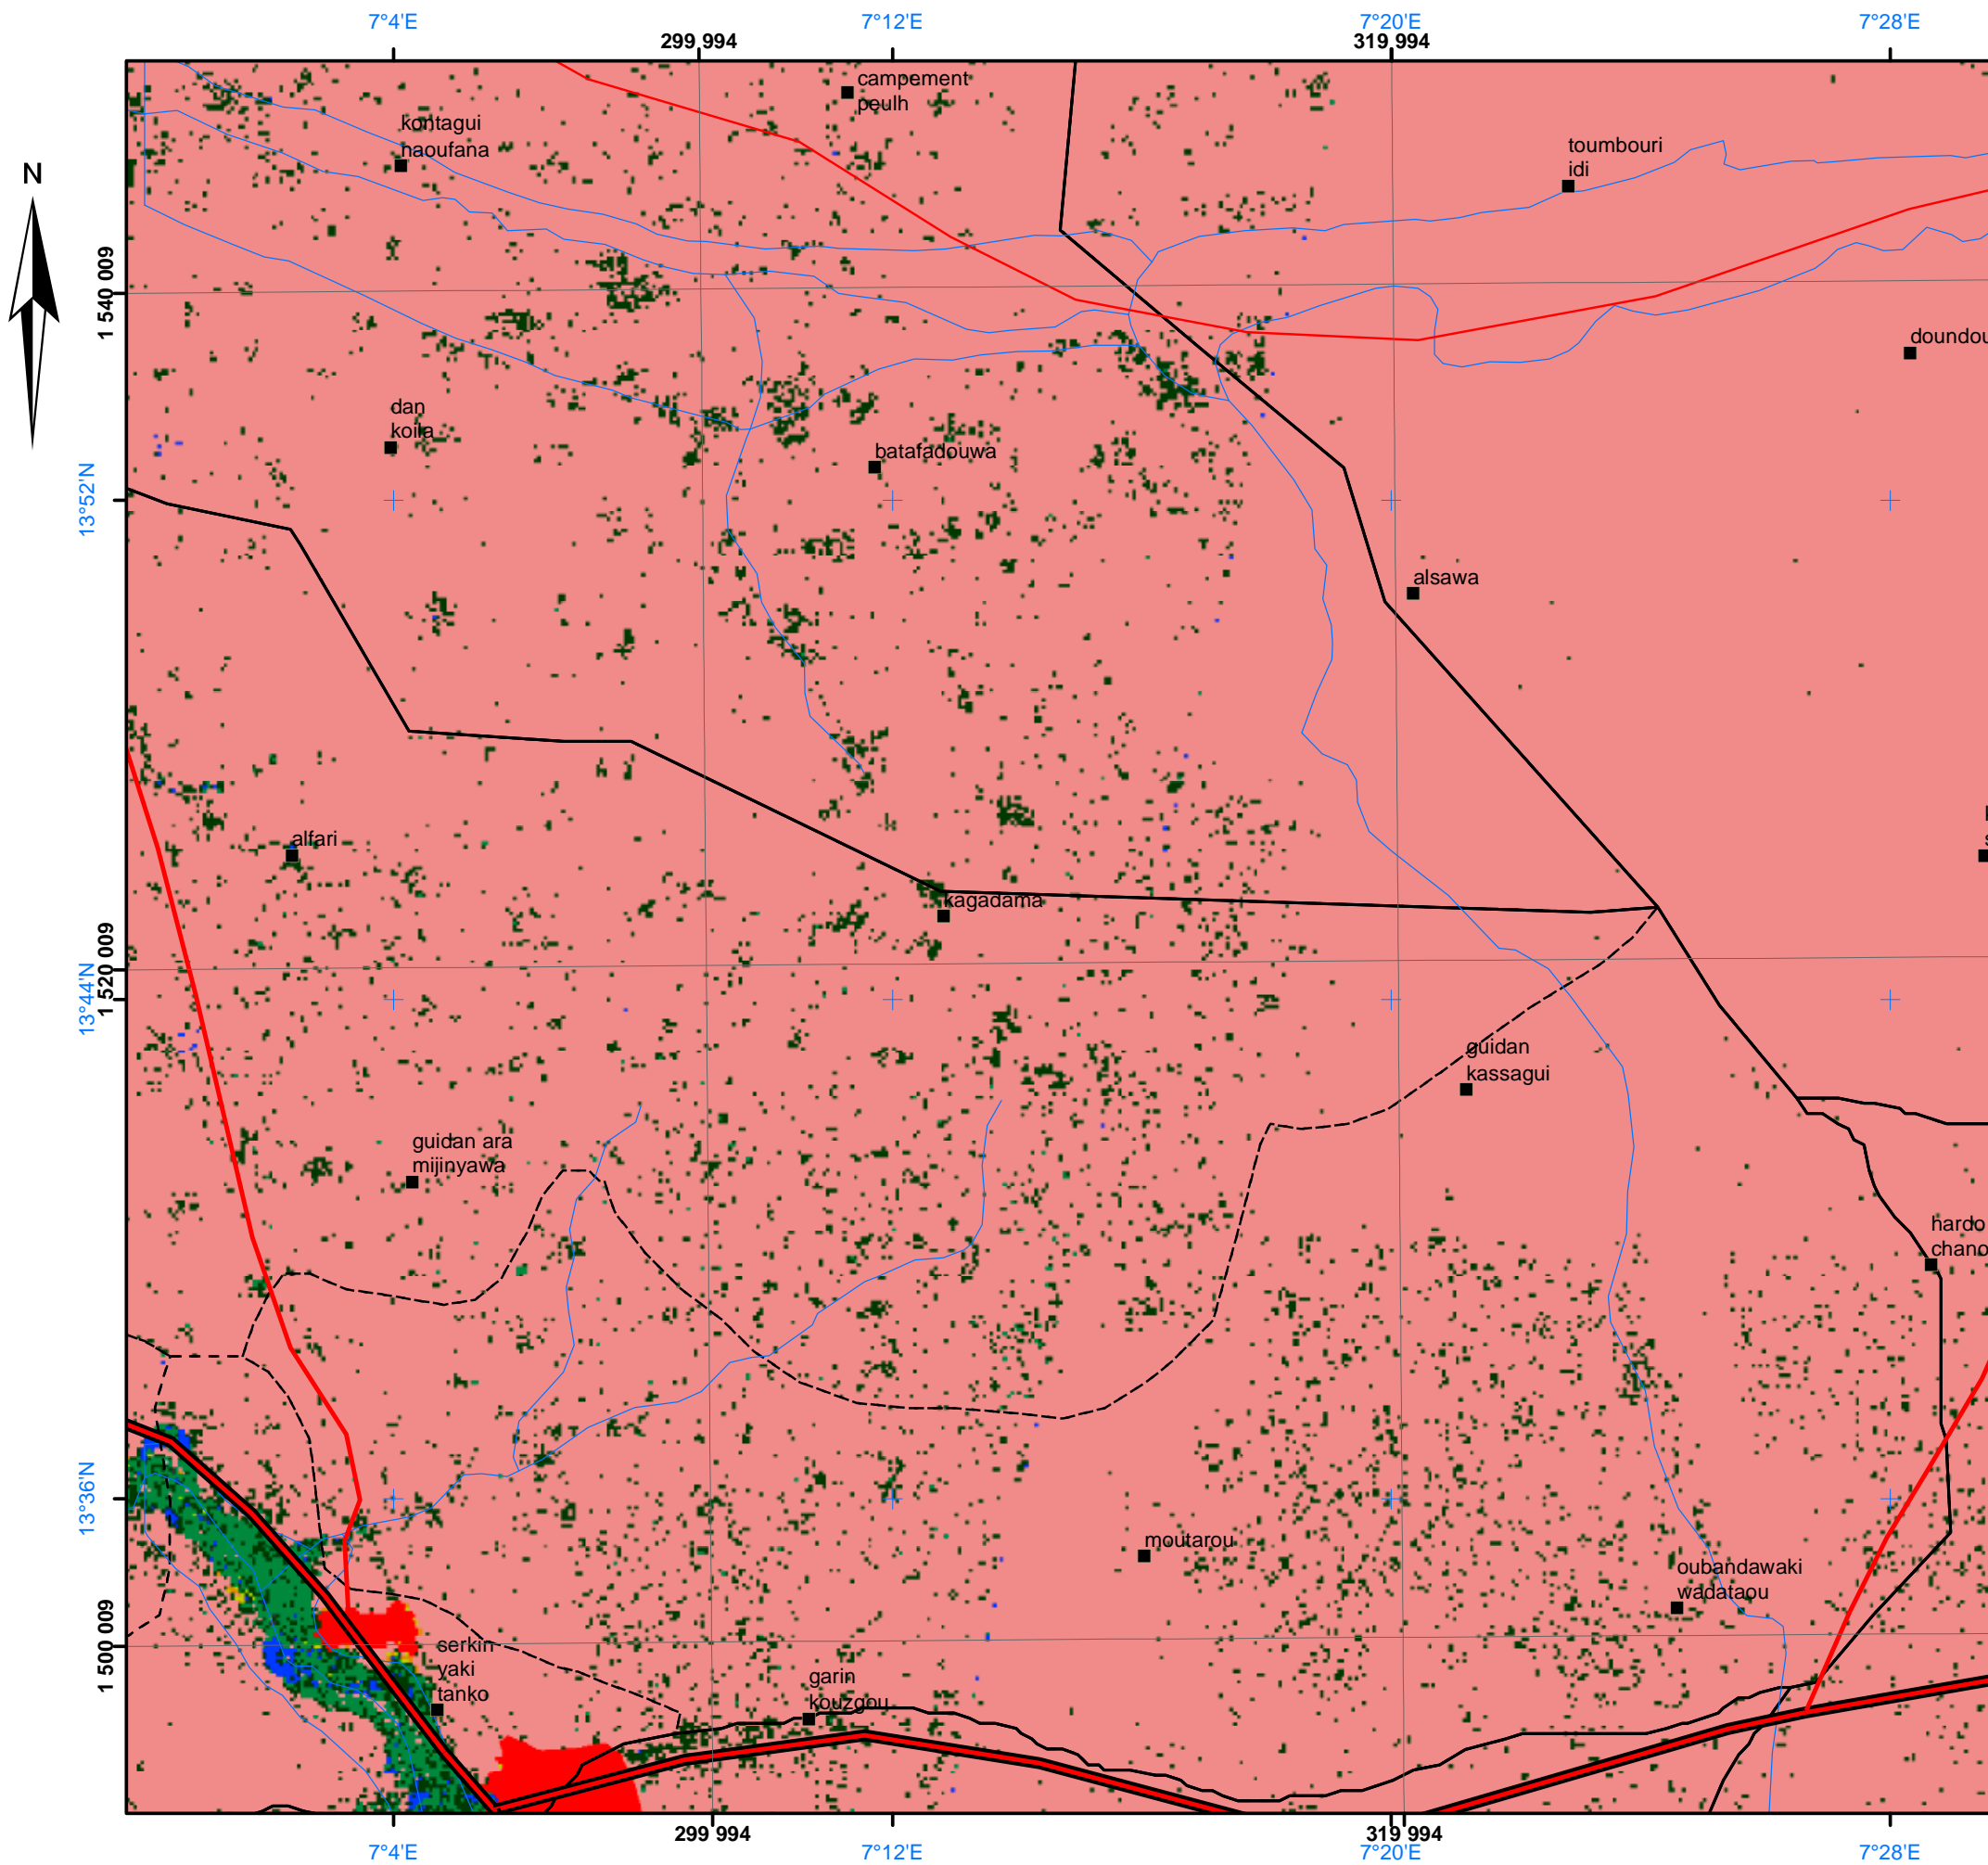 7°4'E
7°12'E
7°20'E
7°28'E
299 994
319 994
campement
peulh
kontagui
naoufana
toumbouri
idi
N
1 540 009
doundou
dan
koila
batafadouwa
13°52'N
alsawa
alfari
kagadama
1 520 009
13°44'N
guidan
kassagui
guidan ara
mijinyawa
hardo
chano
13°36'N
moutarou
oubandawaki
wadataou
1 500 009
serkin
yaki
tanko
garin
kouzgou
299 994
319 994
7°4'E
7°12'E
7°20'E
7°28'E